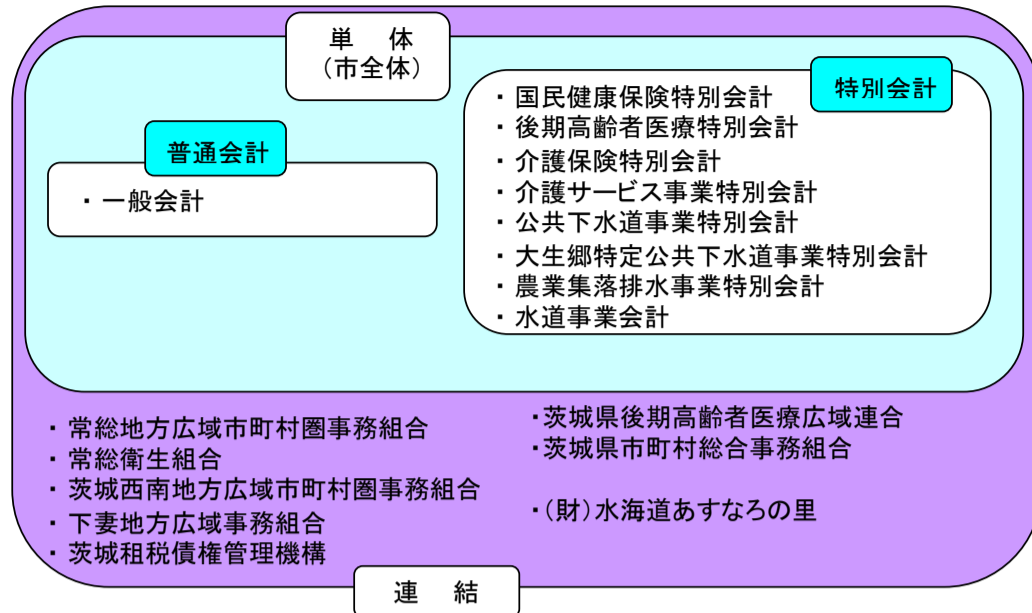 単　体
（市全体）
普通会計
・ 一般会計
特別会計
・ 国民健康保険特別会計
・ 後期高齢者医療特別会計
・ 介護保険特別会計
・ 介護サービス事業特別会計
・ 公共下水道事業特別会計
・ 大生郷特定公共下水道事業特別会計
・ 農業集落排水事業特別会計
・ 水道事業会計
・ 常総地方広域市町村圏事務組合
・ 常総衛生組合
・ 茨城西南地方広域市町村圏事務組合
・ 下妻地方広域事務組合
・ 茨城租税債権管理機構
・茨城県後期高齢者医療広域連合
・茨城県市町村総合事務組合
・（財）水海道あすなろの里
連　結